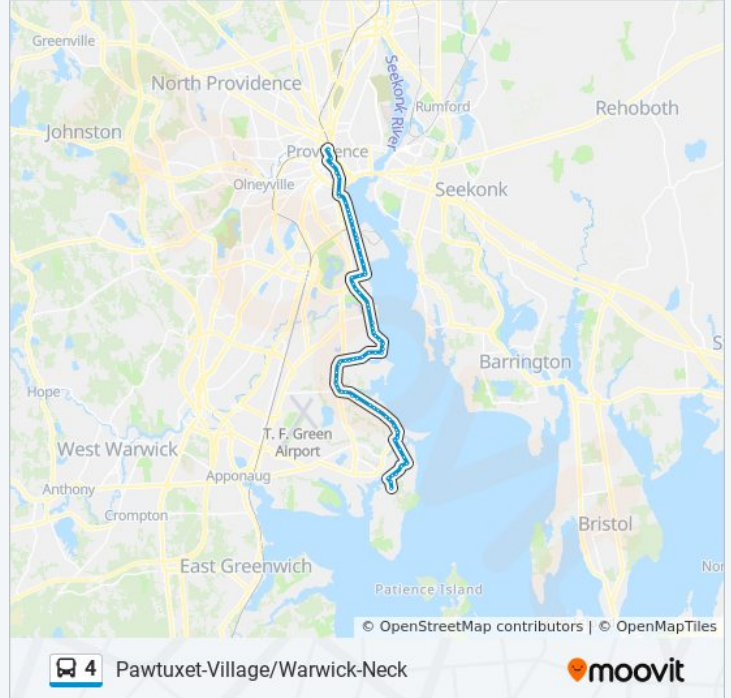 Greenville
North Providence
Seekonk River
Rumford
Rehoboth
Johnston
Providence
Olneyville
Seekonk
S
Barrington
Hope
T. F. Green
Airport
West Warwick
Apponaug
Anthony
Crompton
Bristol
East Greenwich
Nor
Patience Island
© OpenStreetMap contributors | © OpenMapTiles
4 Pawtuxet-Village/Warwick-Neck
moovit